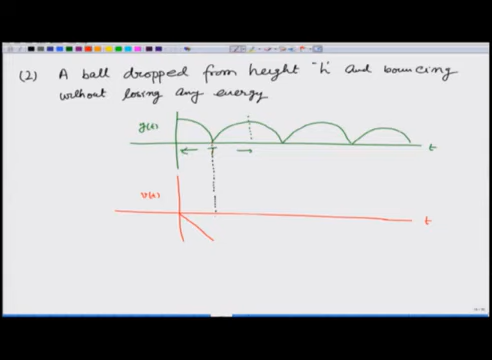 (2) A ball dropped from height "h" and bouncing
without losing any energy
y(t)
T
t
v(t)
t